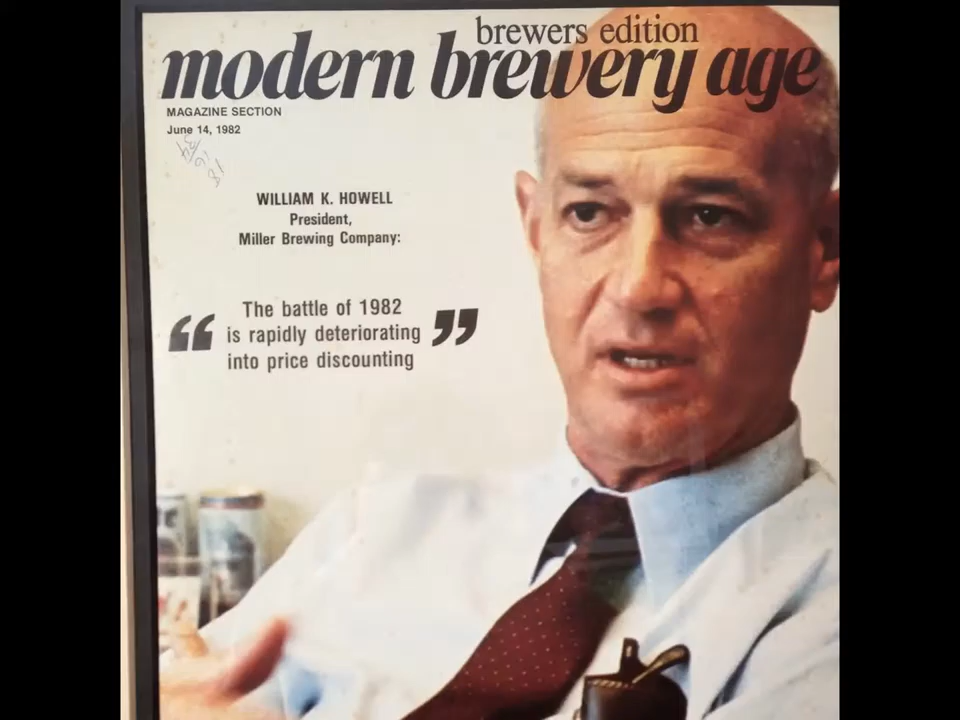 brewers edition
modern brewery age
MAGAZINE SECTION
June 14, 1982
WILLIAM K. HOWELL
President,
Miller Brewing Company:
“ The battle of 1982
is rapidly deteriorating
into price discounting ”